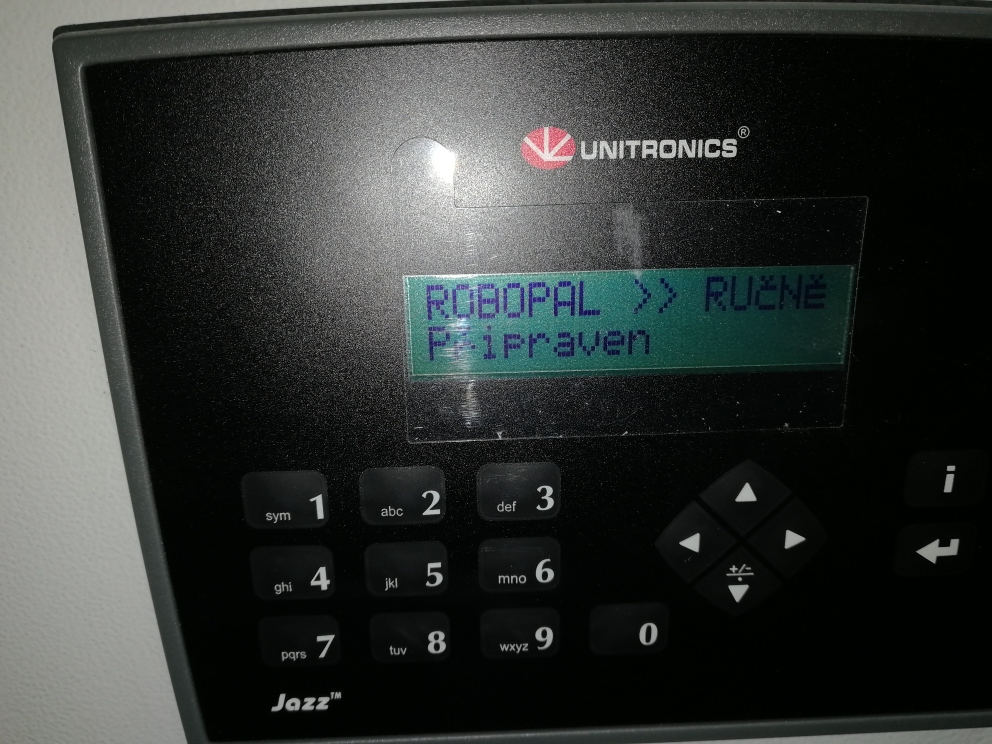 UNITRONICS®
ROBOPAL >> RUČNĚ
Připraven
sym 1
abc 2
def 3
i
ghi 4
jkl 5
mno 6
+/-
pqrs 7
tuv 8
wxyz 9
0
Jazz™